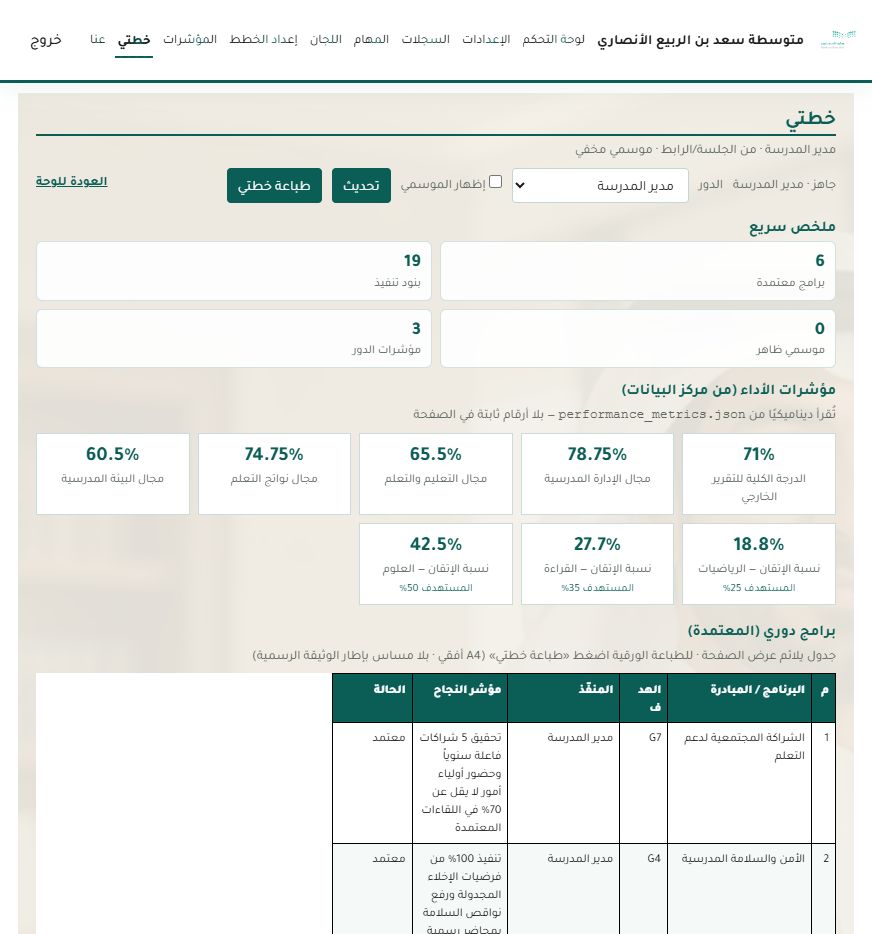 متوسطة سعد بن الربيع الأنصاري لوحة التحكم الإعدادات السجلات المهام اللجان إعداد الخطط المؤشرات خطتي عنا خروج
خطتي
مدير المدرسة · من الجلسة/الرابط · موسمي مخفي
جاهز · مدير المدرسة الدور مدير المدرسة إظهار الموسمي تحديث طباعة خطتي العودة للوحة
ملخص سريع
6 19
برامج معتمدة بنود تنفيذ
0 3
موسمي ظاهر مؤشرات الدور
مؤشرات الأداء (من مركز البيانات)
تُقرأ ديناميكيًا من performance_metrics.json — بلا أرقام ثابتة في الصفحة
71% 78.75% 65.5% 74.75% 60.5%
الدرجة الكلية للتقرير الخارجي مجال الإدارة المدرسية مجال التعليم والتعلم مجال نواتج التعلم مجال البيئة المدرسية
18.8% 27.7% 42.5%
نسبة الإتقان – الرياضيات نسبة الإتقان – القراءة نسبة الإتقان – العلوم
المستهدف 25% المستهدف 35% المستهدف 50%
برامج دوري (المعتمدة)
جدول يلائم عرض الصفحة · للطباعة الورقية اضغط «طباعة خطتي» (A4 أفقي · بلا مساس بإطار الوثيقة الرسمية)
م البرنامج / المبادرة الهدف المنفّذ مؤشر النجاح الحالة
1 الشراكة المجتمعية لدعم التعلم G7 مدير المدرسة تحقيق 5 شراكات فاعلة سنوياً وحضور أولياء أمور لا يقل عن 70% في اللقاءات المعتمدة معتمد
2 الأمن والسلامة المدرسية G4 مدير المدرسة تنفيذ 100% من فرضيات الإخلاء المجدولة ورفع نواقص السلامة بمحاضر رسمية معتمد